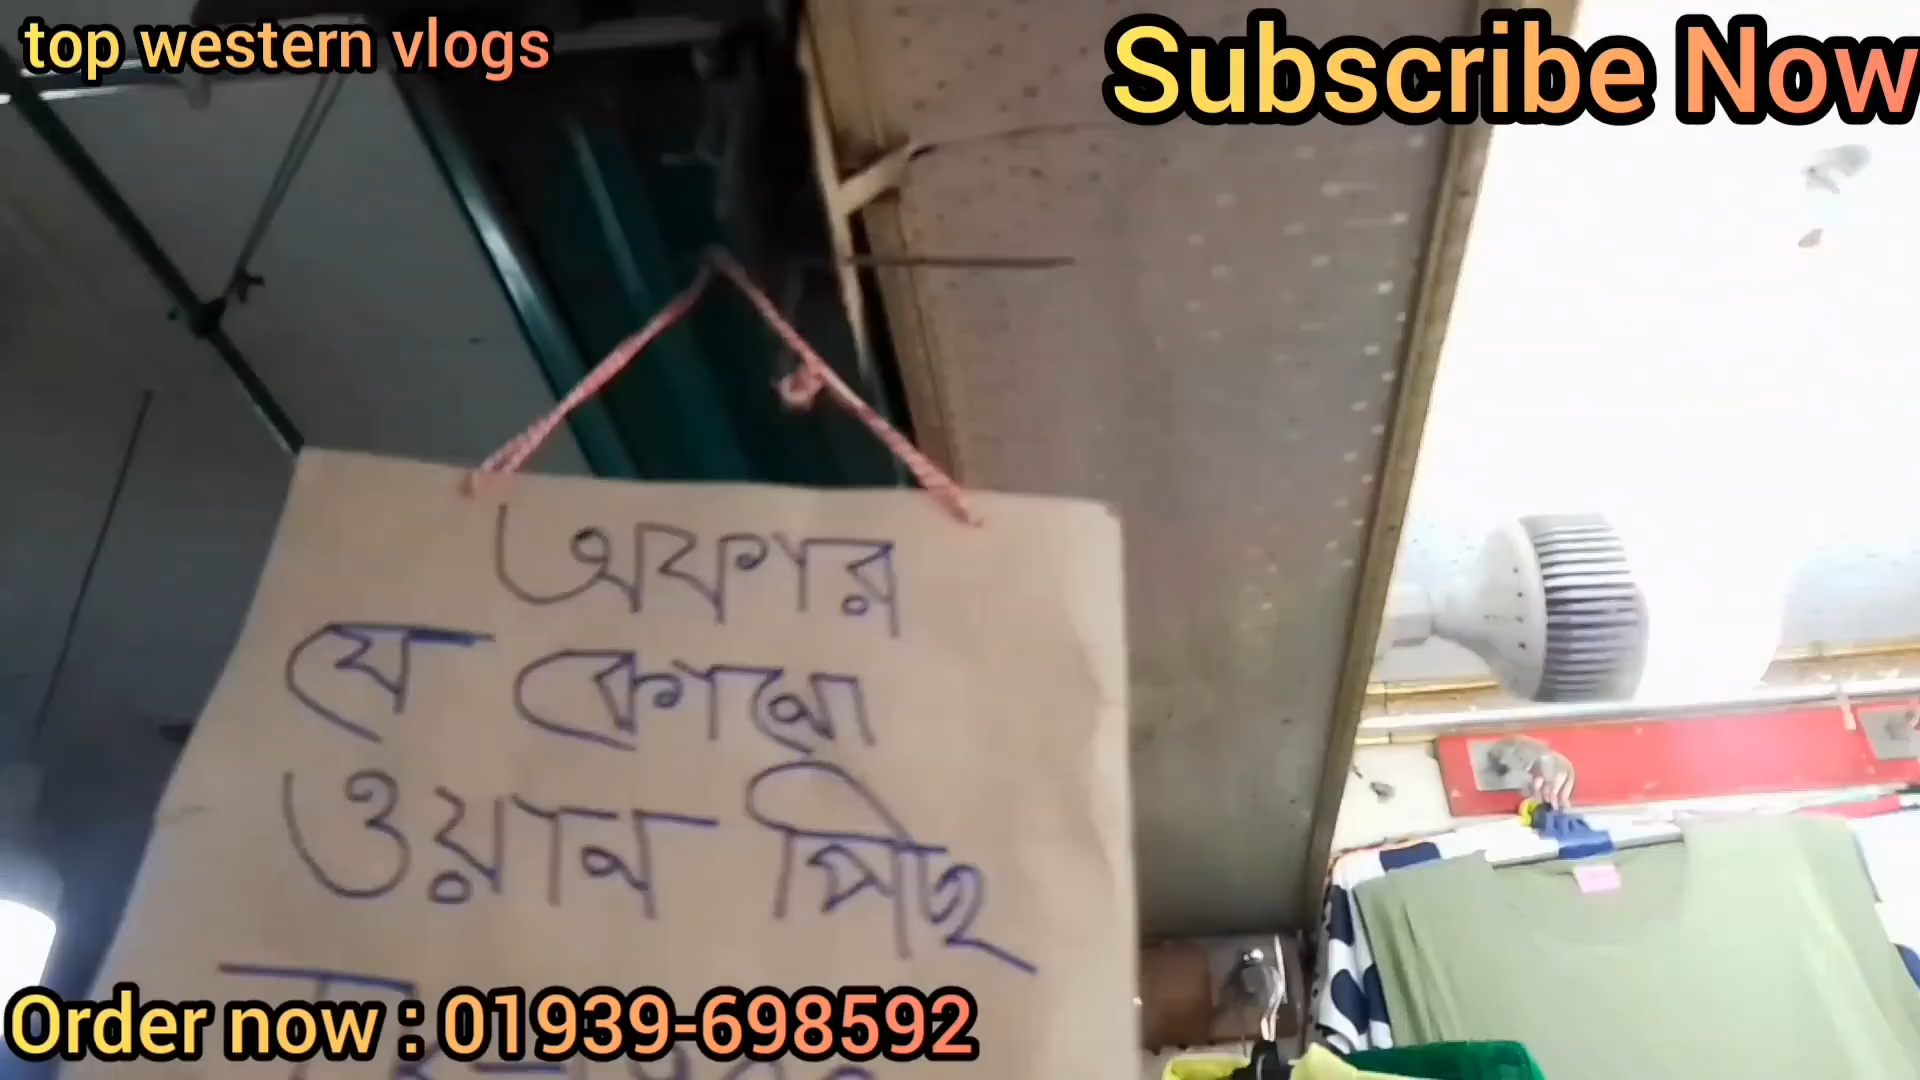 top western vlogs
Subscribe Now
অফার
যে কোনো
ওয়ান পিছ
Order now : 01939-698592